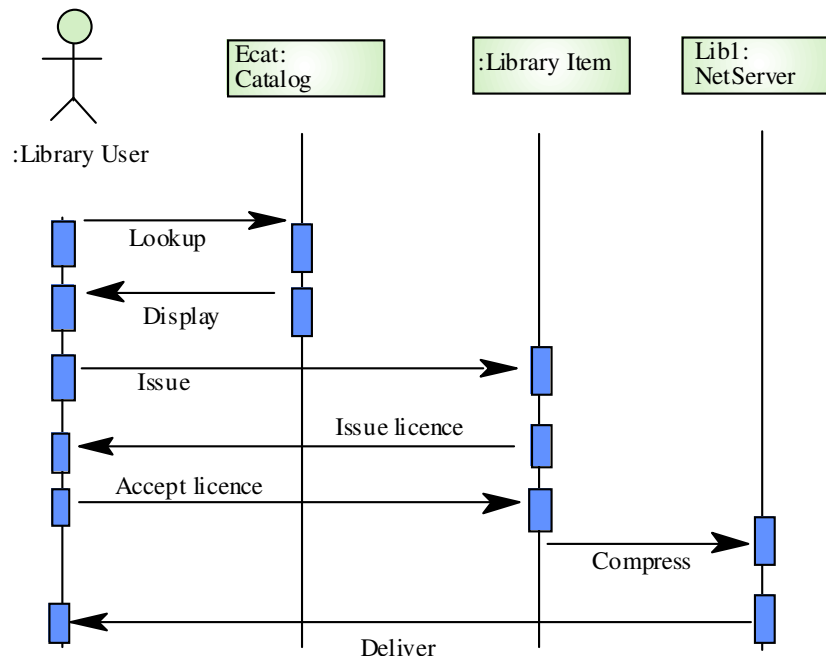 Ecat:
Catalog
:Library Item
Lib1:
NetServer
:Library User
Lookup
Display
Issue
Issue licence
Accept licence
Compress
Deliver